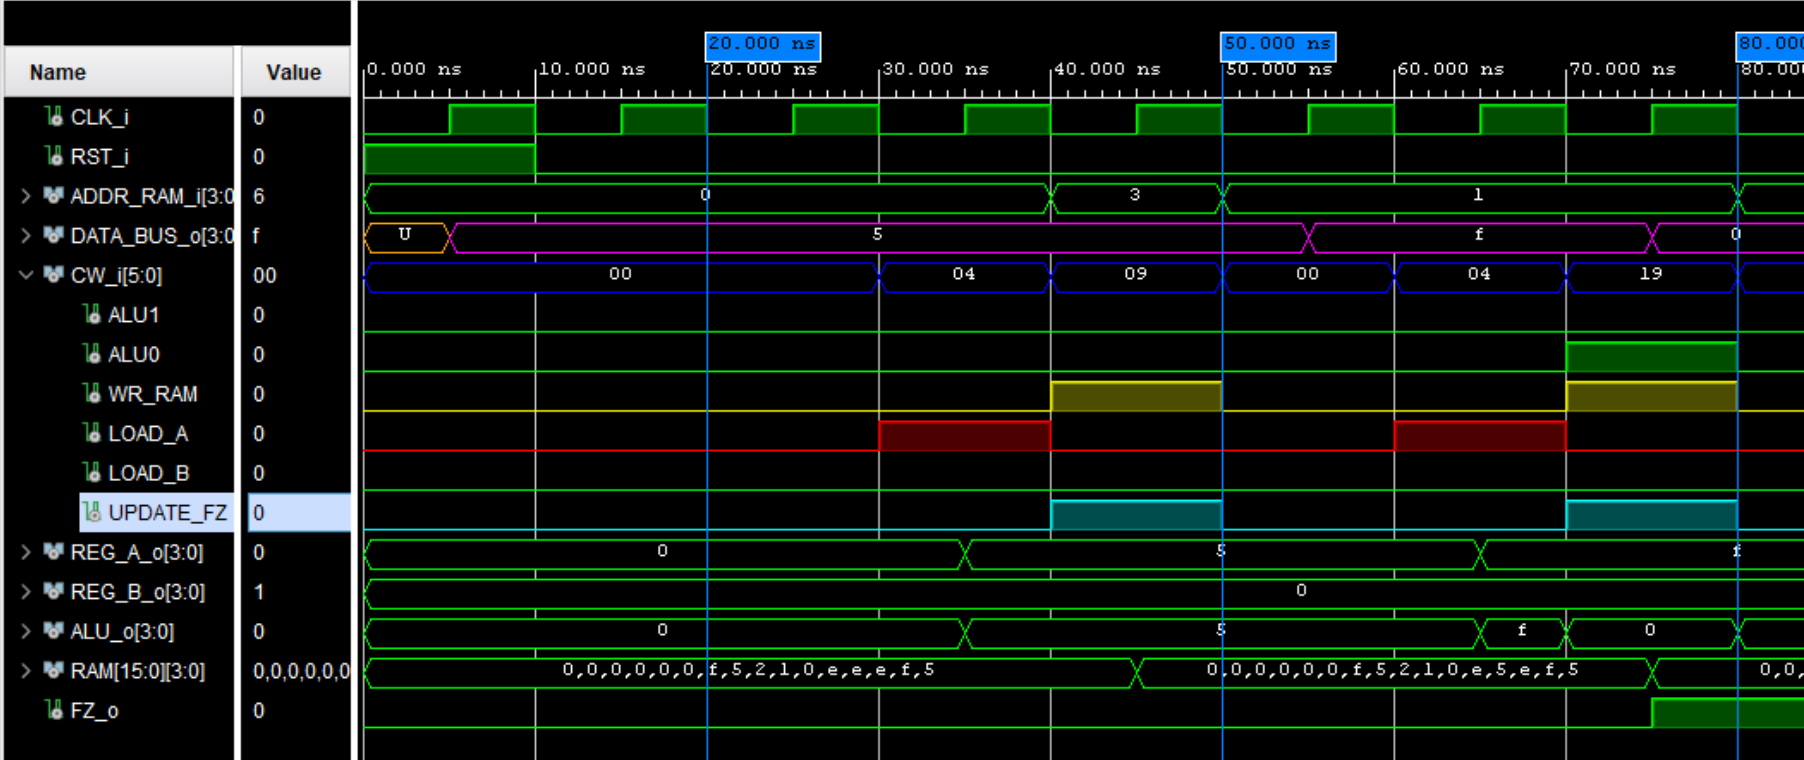 20.000 ns 50.000 ns 80.000
0.000 ns 10.000 ns 20.000 ns 30.000 ns 40.000 ns 50.000 ns 60.000 ns 70.000 ns 80.000
Name Value
CLK_i 0
RST_i 0
ADDR_RAM_i[3:0 6 0 3 1
DATA_BUS_o[3:0 f U 5 f 0
CW_i[5:0] 00 00 04 09 00 04 19
ALU1 0
ALU0 0
WR_RAM 0
LOAD_A 0
LOAD_B 0
UPDATE_FZ 0
REG_A_o[3:0] 0 0 5 f
REG_B_o[3:0] 1 0
ALU_o[3:0] 0 0 5 f 0
RAM[15:0][3:0] 0,0,0,0,0,0 0,0,0,0,0,0,f,5,2,1,0,e,e,e,f,5 0,0,0,0,0,0,f,5,2,1,0,e,5,e,f,5 0,0,
FZ_o 0